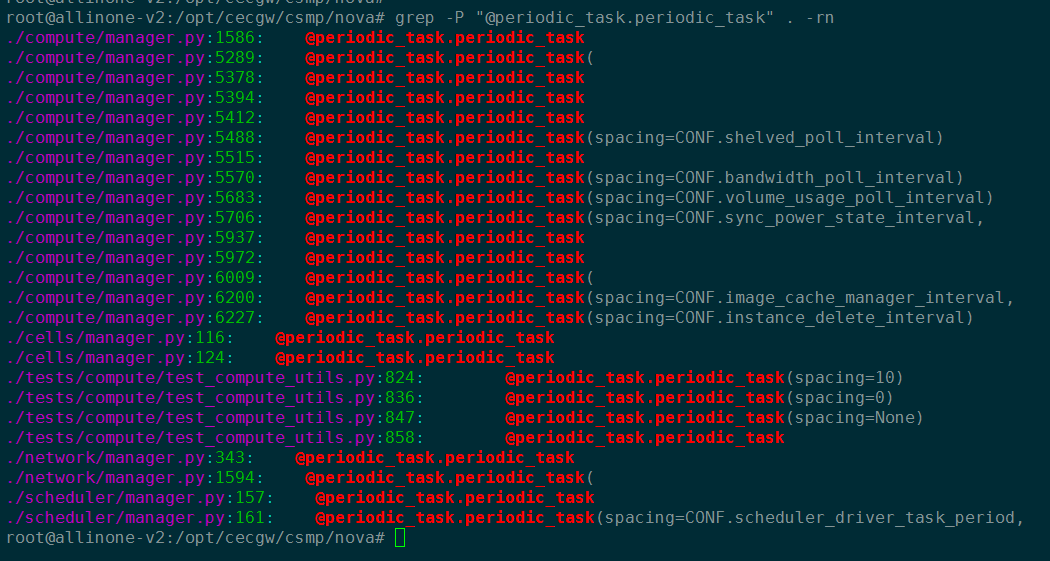 root@allinone-v2:/opt/cecgw/csmp/nova# grep -P "@periodic_task.periodic_task" . -rn
./compute/manager.py:1586:    @periodic_task.periodic_task
./compute/manager.py:5289:    @periodic_task.periodic_task(
./compute/manager.py:5378:    @periodic_task.periodic_task
./compute/manager.py:5394:    @periodic_task.periodic_task
./compute/manager.py:5412:    @periodic_task.periodic_task
./compute/manager.py:5488:    @periodic_task.periodic_task(spacing=CONF.shelved_poll_interval)
./compute/manager.py:5515:    @periodic_task.periodic_task
./compute/manager.py:5570:    @periodic_task.periodic_task(spacing=CONF.bandwidth_poll_interval)
./compute/manager.py:5683:    @periodic_task.periodic_task(spacing=CONF.volume_usage_poll_interval)
./compute/manager.py:5706:    @periodic_task.periodic_task(spacing=CONF.sync_power_state_interval,
./compute/manager.py:5937:    @periodic_task.periodic_task
./compute/manager.py:5972:    @periodic_task.periodic_task
./compute/manager.py:6009:    @periodic_task.periodic_task(
./compute/manager.py:6200:    @periodic_task.periodic_task(spacing=CONF.image_cache_manager_interval,
./compute/manager.py:6227:    @periodic_task.periodic_task(spacing=CONF.instance_delete_interval)
./cells/manager.py:116:    @periodic_task.periodic_task
./cells/manager.py:124:    @periodic_task.periodic_task
./tests/compute/test_compute_utils.py:824:        @periodic_task.periodic_task(spacing=10)
./tests/compute/test_compute_utils.py:836:        @periodic_task.periodic_task(spacing=0)
./tests/compute/test_compute_utils.py:847:        @periodic_task.periodic_task(spacing=None)
./tests/compute/test_compute_utils.py:858:        @periodic_task.periodic_task
./network/manager.py:343:    @periodic_task.periodic_task
./network/manager.py:1594:    @periodic_task.periodic_task(
./scheduler/manager.py:157:    @periodic_task.periodic_task
./scheduler/manager.py:161:    @periodic_task.periodic_task(spacing=CONF.scheduler_driver_task_period,
root@allinone-v2:/opt/cecgw/csmp/nova#